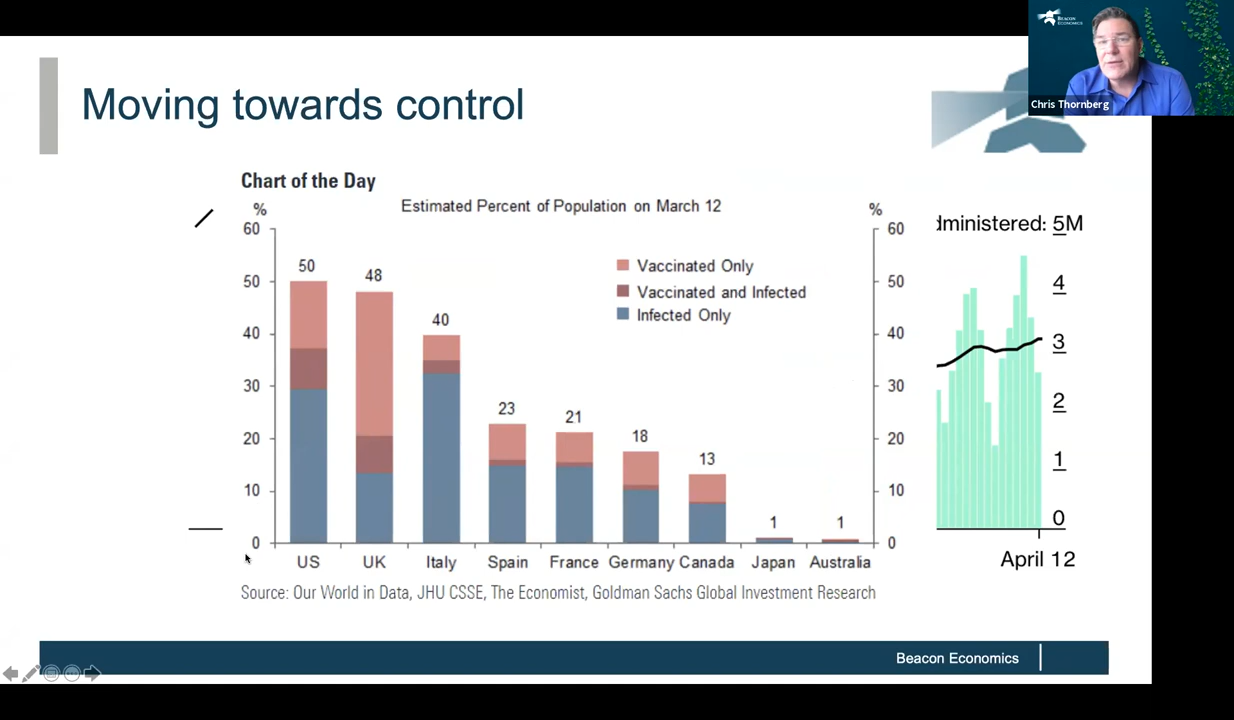 BEACON
ECONOMICS
Chris Thornberg
Moving towards control
Chart of the Day
Estimated Percent of Population on March 12
% %
60 60
50 50
40 40
30 30
20 20
10 10
0 0
50
48
40
23
21
18
13
1
1
Vaccinated Only
Vaccinated and Infected
Infected Only
US UK Italy Spain France Germany Canada Japan Australia
Source: Our World in Data, JHU CSSE, The Economist, Goldman Sachs Global Investment Research
dministered: 5M
4
3
2
1
0
April 12
Beacon Economics